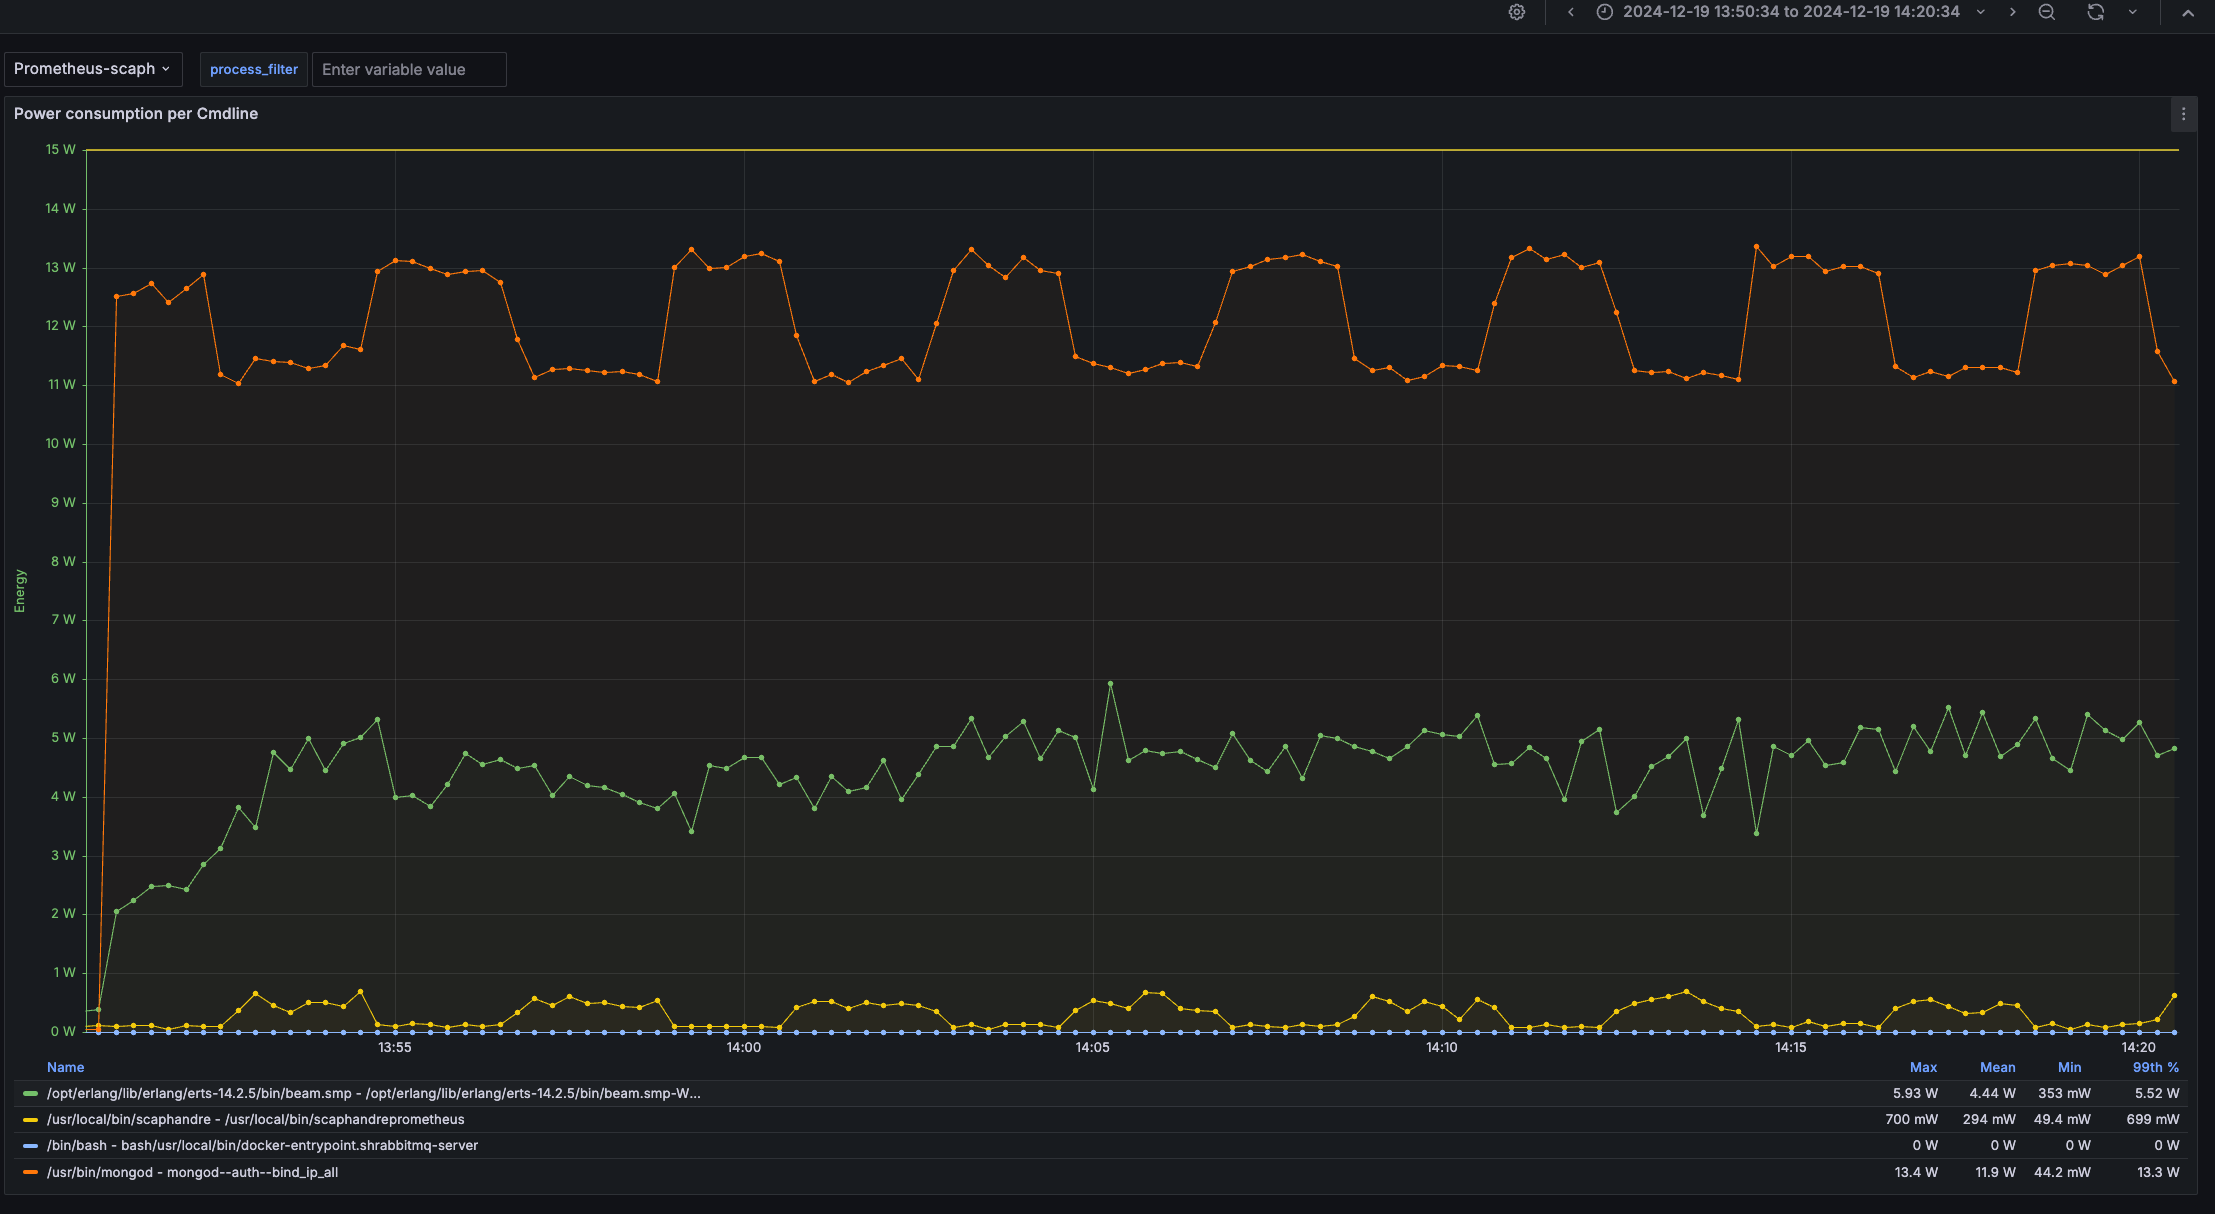 2024-12-19 13:50:34 to 2024-12-19 14:20:34
Prometheus-scaph process_filter Enter variable value
Power consumption per Cmdline
15 W
14 W
13 W
12 W
11 W
10 W
9 W
8 W
7 W
6 W
5 W
4 W
3 W
2 W
1 W
0 W
Energy
13:55 14:00 14:05 14:10 14:15 14:20
Name Max Mean Min 99th %
/opt/erlang/lib/erlang/erts-14.2.5/bin/beam.smp - /opt/erlang/lib/erlang/erts-14.2.5/bin/beam.smp-W... 5.93 W 4.44 W 353 mW 5.52 W
/usr/local/bin/scaphandre - /usr/local/bin/scaphandreprometheus 700 mW 294 mW 49.4 mW 699 mW
/bin/bash - bash/usr/local/bin/docker-entrypoint.shrabbitmq-server 0 W 0 W 0 W 0 W
/usr/bin/mongod - mongod--auth--bind_ip_all 13.4 W 11.9 W 44.2 mW 13.3 W